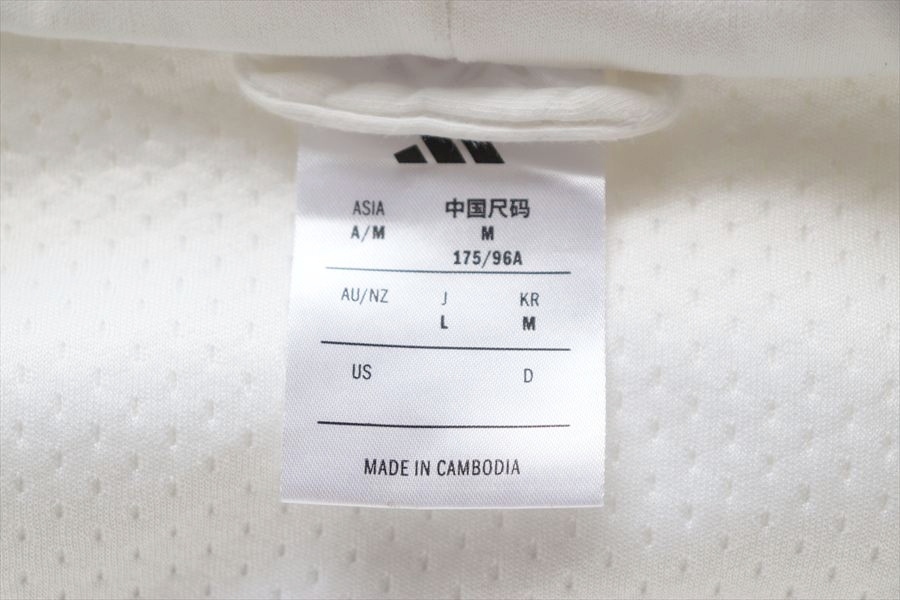 ASIA 中国尺码
A/M M
175/96A
AU/NZ J KR
L M
US D
MADE IN CAMBODIA